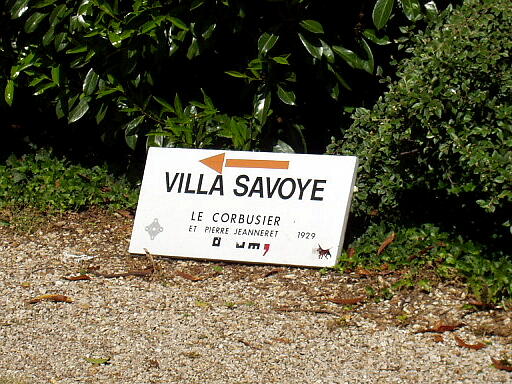 VILLA SAVOYE
LE CORBUSIER
ET PIERRE JEANNERET 1929